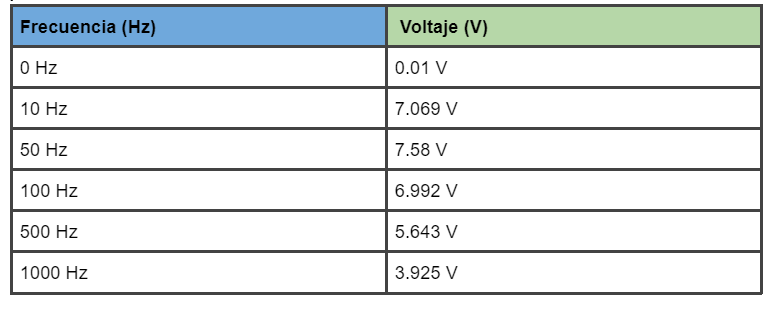 Frecuencia (Hz) Voltaje (V)
0 Hz 0.01 V
10 Hz 7.069 V
50 Hz 7.58 V
100 Hz 6.992 V
500 Hz 5.643 V
1000 Hz 3.925 V